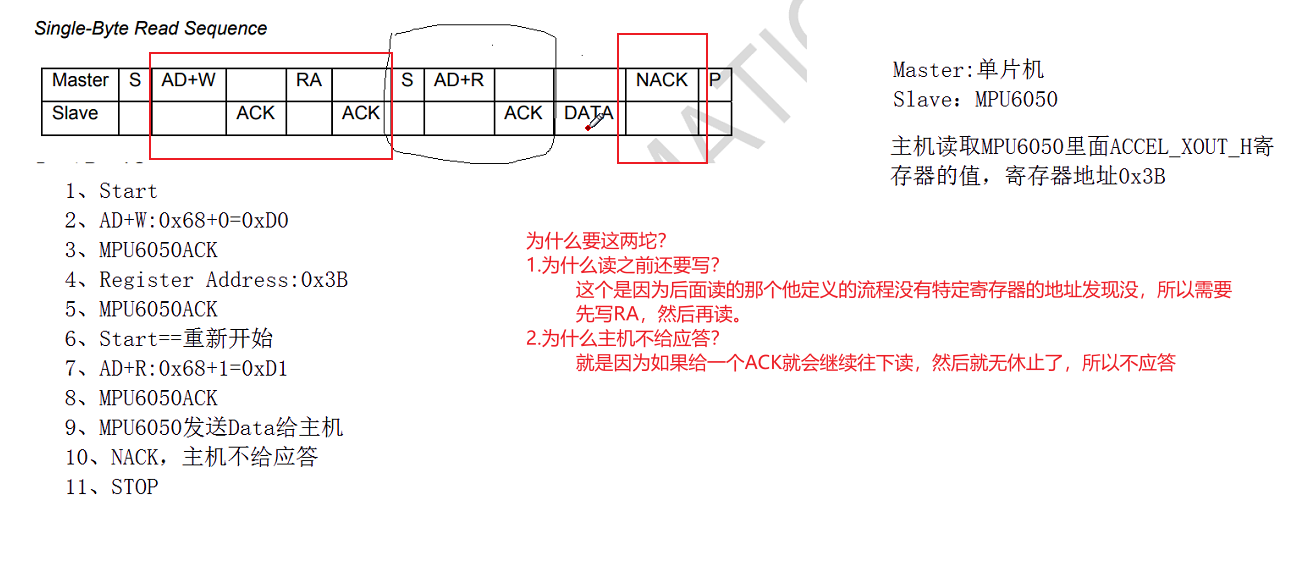 Single-Byte Read Sequence
Master S AD+W RA S AD+R NACK P
Slave ACK ACK ACK DATA
Master:单片机
Slave: MPU6050
主机读取MPU6050里面ACCEL_XOUT_H寄
存器的值，寄存器地址0x3B
1、Start
2、AD+W:0x68+0=0xD0
3、MPU6050ACK
4、Register Address:0x3B
5、MPU6050ACK
6、Start==重新开始
7、AD+R:0x68+1=0xD1
8、MPU6050ACK
9、MPU6050发送Data给主机
10、NACK，主机不给应答
11、STOP
为什么要这两坨？
1.为什么读之前还要写？
这个是因为后面读的那个他定义的流程没有特定寄存器的地址发现没，所以需要
先写RA，然后再读。
2.为什么主机不给应答？
就是因为如果给一个ACK就会继续往下读，然后就无休止了，所以不应答